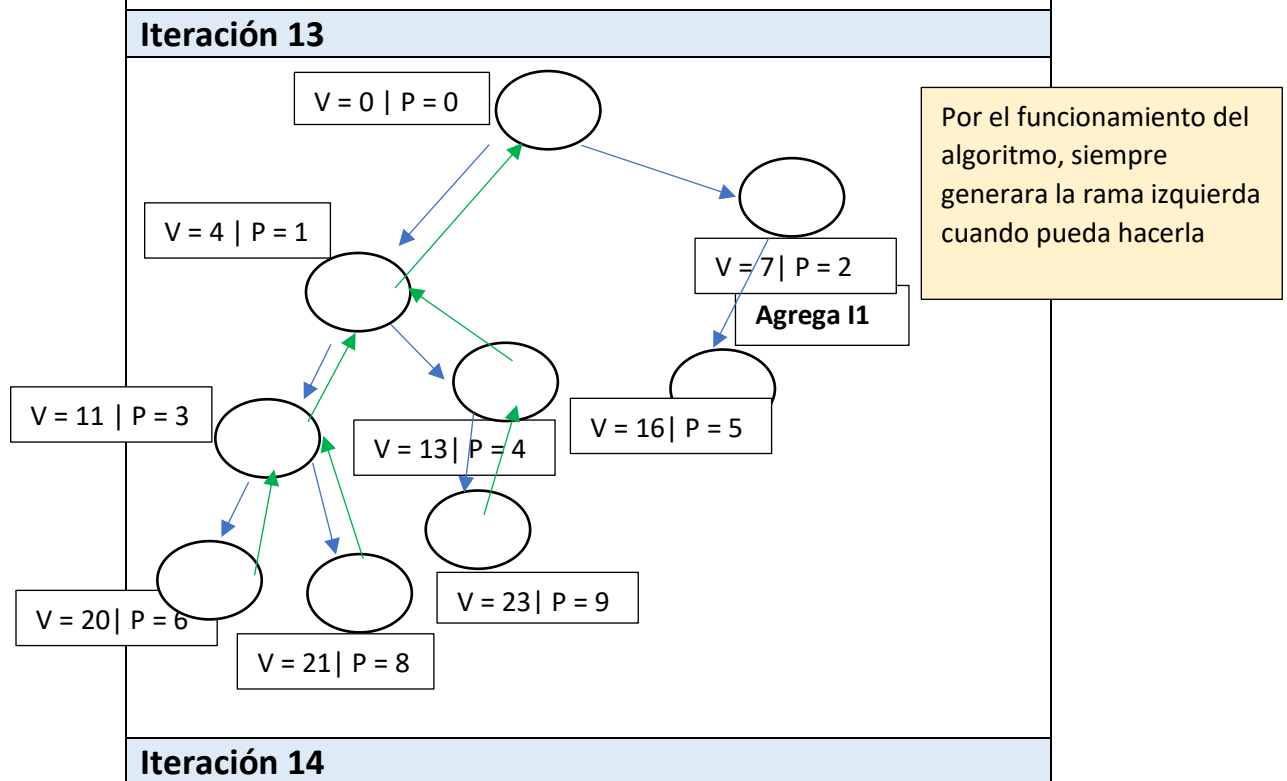 Iteración 13
V = 0 | P = 0
Por el funcionamiento del
algoritmo, siempre
generara la rama izquierda
cuando pueda hacerla
V = 4 | P = 1
V = 7| P = 2
Agrega I1
V = 11 | P = 3
V = 13| P = 4
V = 16| P = 5
V = 20| P = 6
V = 21| P = 8
V = 23| P = 9
Iteración 14